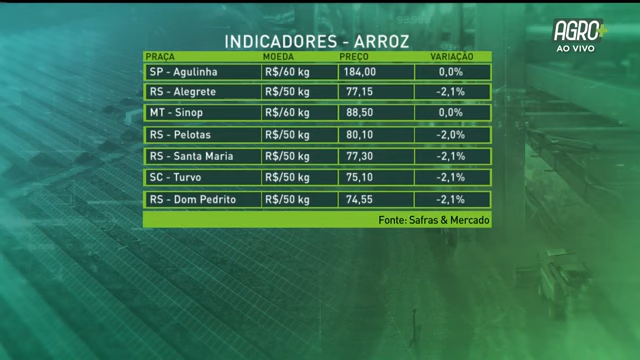 AGRO+
AO VIVO
INDICADORES - ARROZ
PRAÇA MOEDA PREÇO VARIAÇÃO
SP - Agulinha R$/60 kg 184,00 0,0%
RS - Alegrete R$/50 kg 77,15 -2,1%
MT - Sinop R$/60 kg 88,50 0,0%
RS - Pelotas R$/50 kg 80,10 -2,0%
RS - Santa Maria R$/50 kg 77,30 -2,1%
SC - Turvo R$/50 kg 75,10 -2,1%
RS - Dom Pedrito R$/50 kg 74,55 -2,1%
Fonte: Safras & Mercado